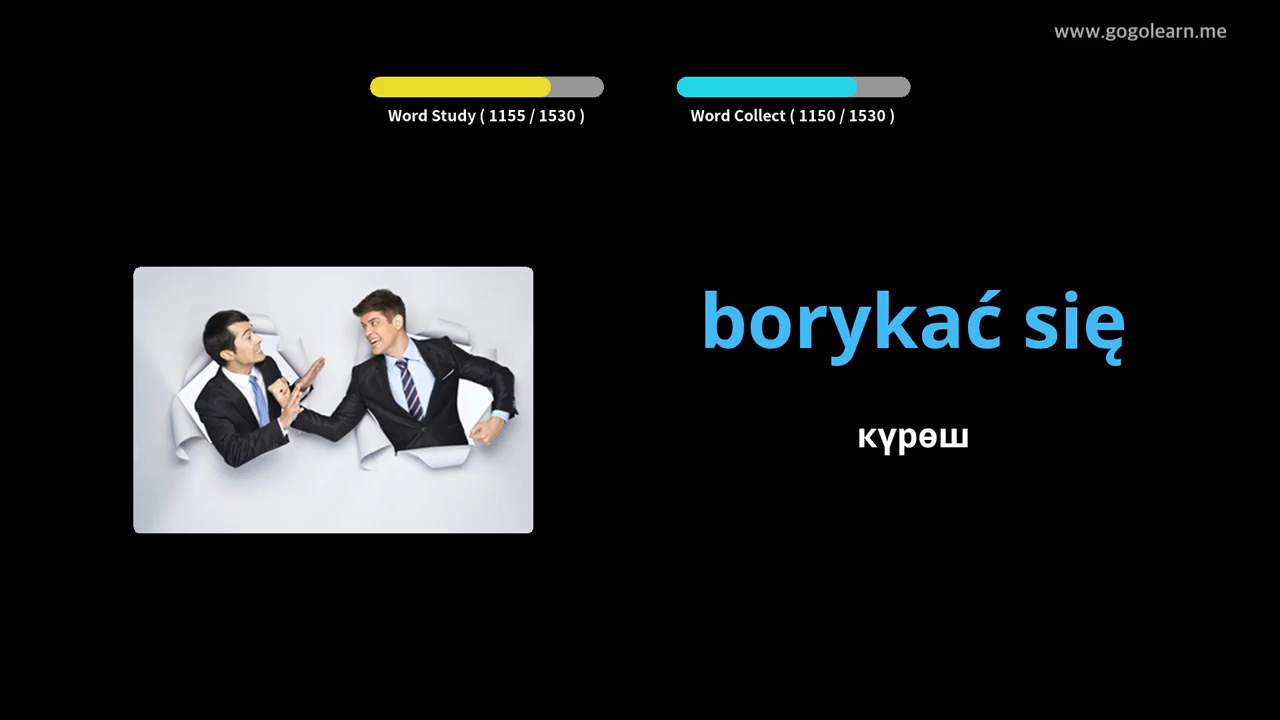 www.gogolearn.me
Word Study ( 1155 / 1530 )
Word Collect ( 1150 / 1530 )
borykać się
күрөш